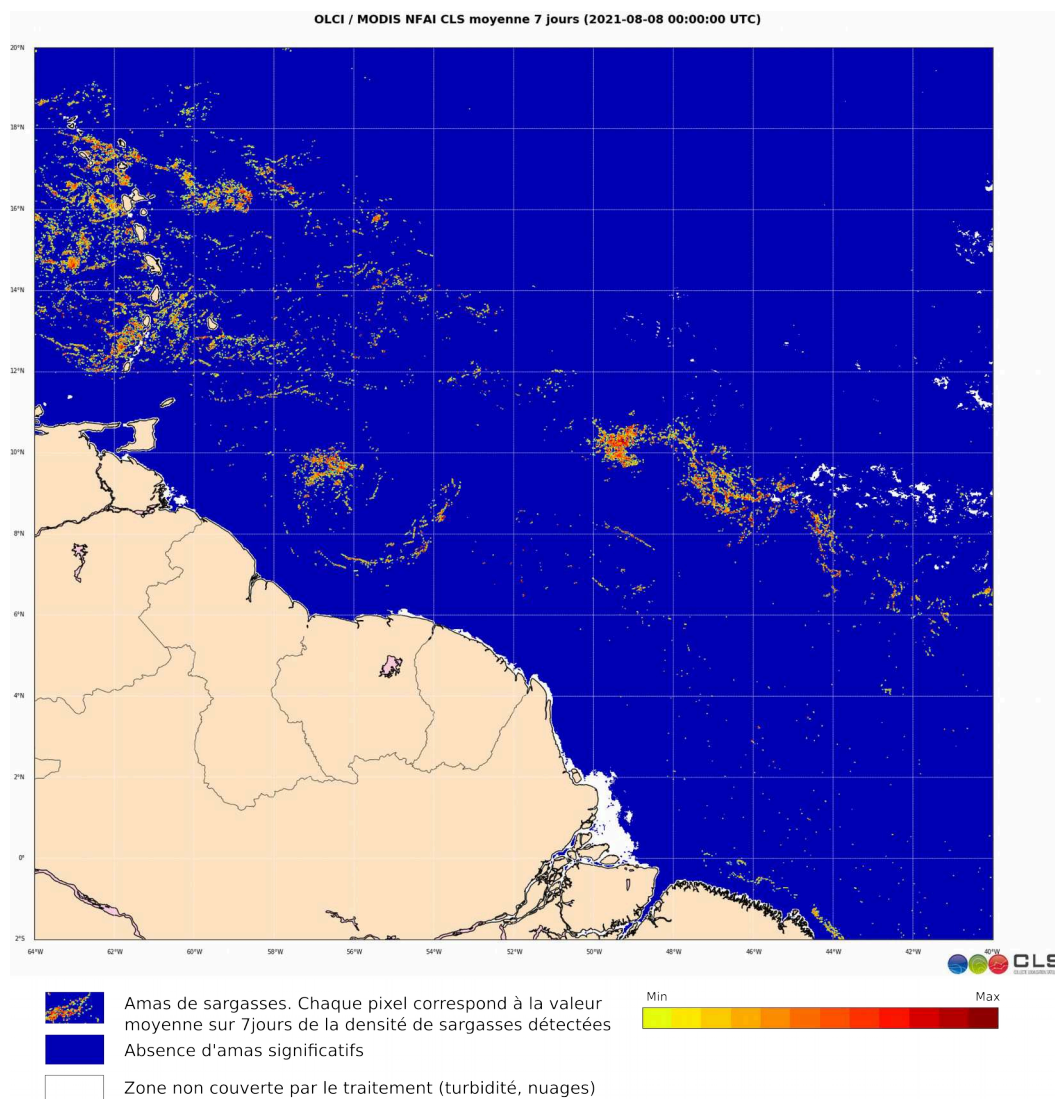 OLCI / MODIS NFAI CLS moyenne 7 jours (2021-08-08 00:00:00 UTC)
20°N
18°N
16°N
14°N
12°N
10°N
8°N
6°N
4°N
2°N
0°
2°S
64°W 62°W 60°W 58°W 56°W 54°W 52°W 50°W 48°W 46°W 44°W 42°W 40°W
CLS
Amas de sargasses. Chaque pixel correspond à la valeur
moyenne sur 7jours de la densité de sargasses détectées
Min Max
Absence d'amas significatifs
Zone non couverte par le traitement (turbidité, nuages)